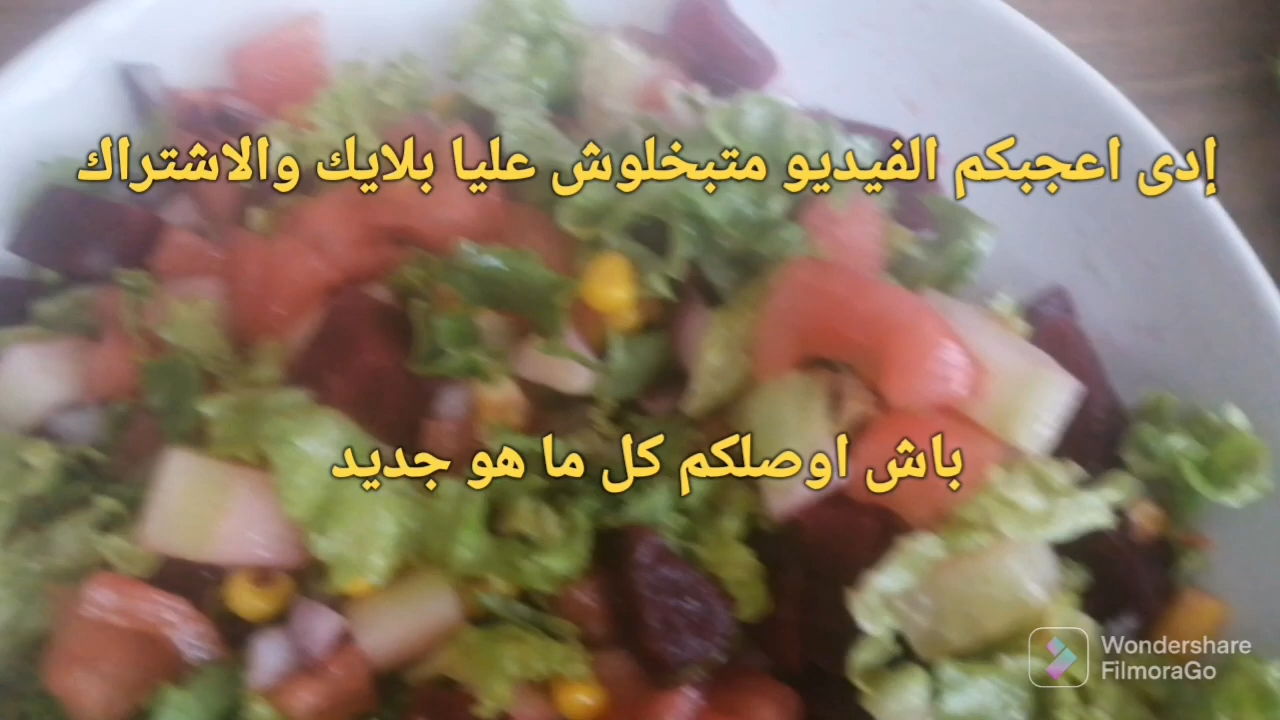 إدى اعجبكم الفيديو متبخلوش عليا بلايك والاشتراك
باش اوصلكم كل ما هو جديد
Wondershare
FilmoraGo